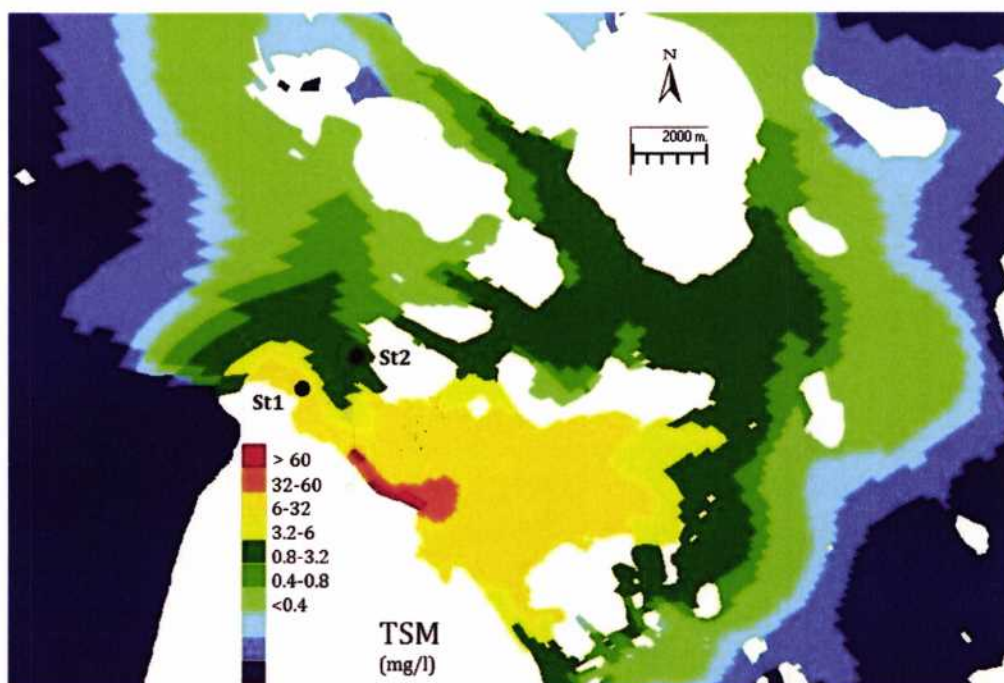 N
2000 m.
St2
St1
> 60
32-60
6-32
3.2-6
0.8-3.2
0.4-0.8
<0.4
TSM
(mg/l)